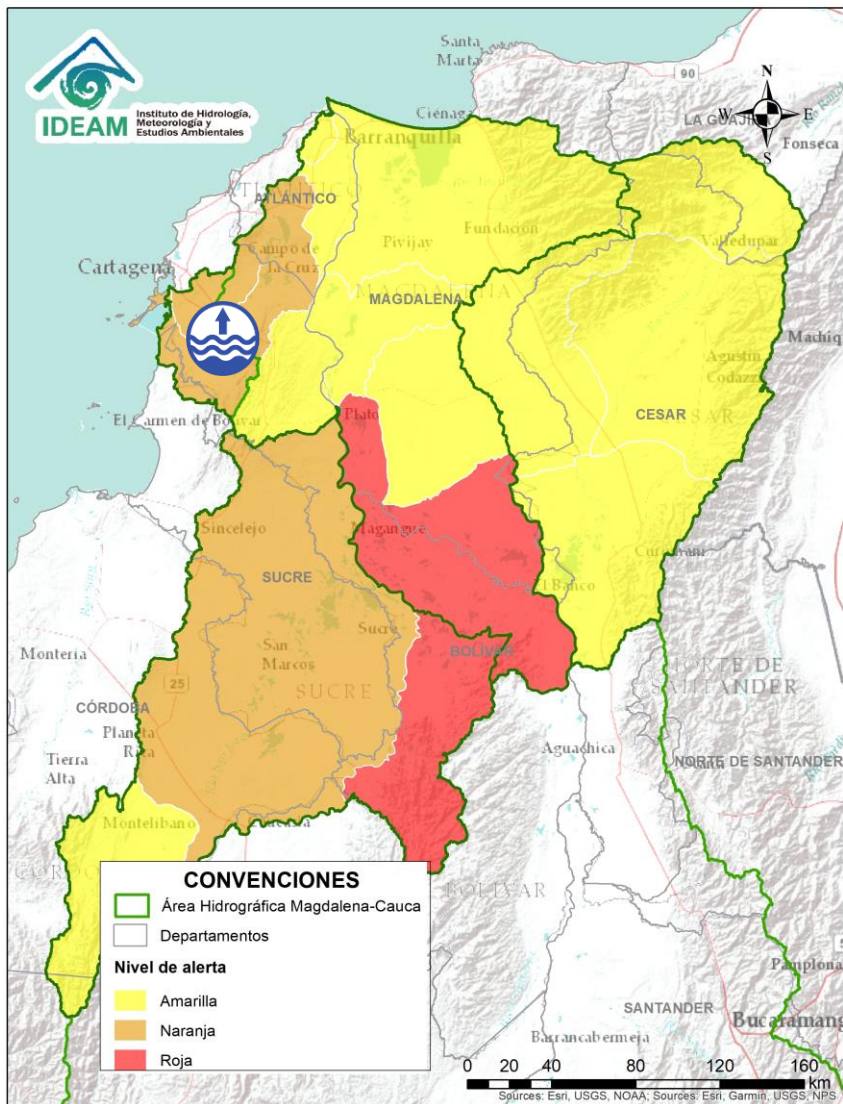 IDEAM
Instituto de Hidrología,
Meteorología y
Estudios Ambientales
Santa
Marta
90
N
W
E
S
LA GUAJI
Fonseca
Ciénaga
Barranquilla
ATLÁNTICO
Campo de
la Cruz
Pivijay
Fundación
Valledupar
Cartagena
MAGDALENA
Machiq
Agustín
Codazzi
CESAR
El Carmen de Bolívar
Plato
Sincelejo
Magangué
SUCRE
El Banco
Sucre
San
Marcos
BOLÍVAR
SUCRE
Montería
25
NORTE DE
SANTANDER
CÓRDOBA
Planeta
Rica
Tierra
Alta
Aguachica
NORTE DE SANTANDER
Montelibano
BOLÍVAR
CONVENCIONES
Área Hidrográfica Magdalena-Cauca
Departamentos
Nivel de alerta
Amarilla
Naranja
Roja
Pamplona
SANTANDER
Bucaramang
Barrancabermeja
0 20 40 80 120 160
km
Sources: Esri, USGS, NOAA; Sources: Esri, Garmin, USGS, NPS